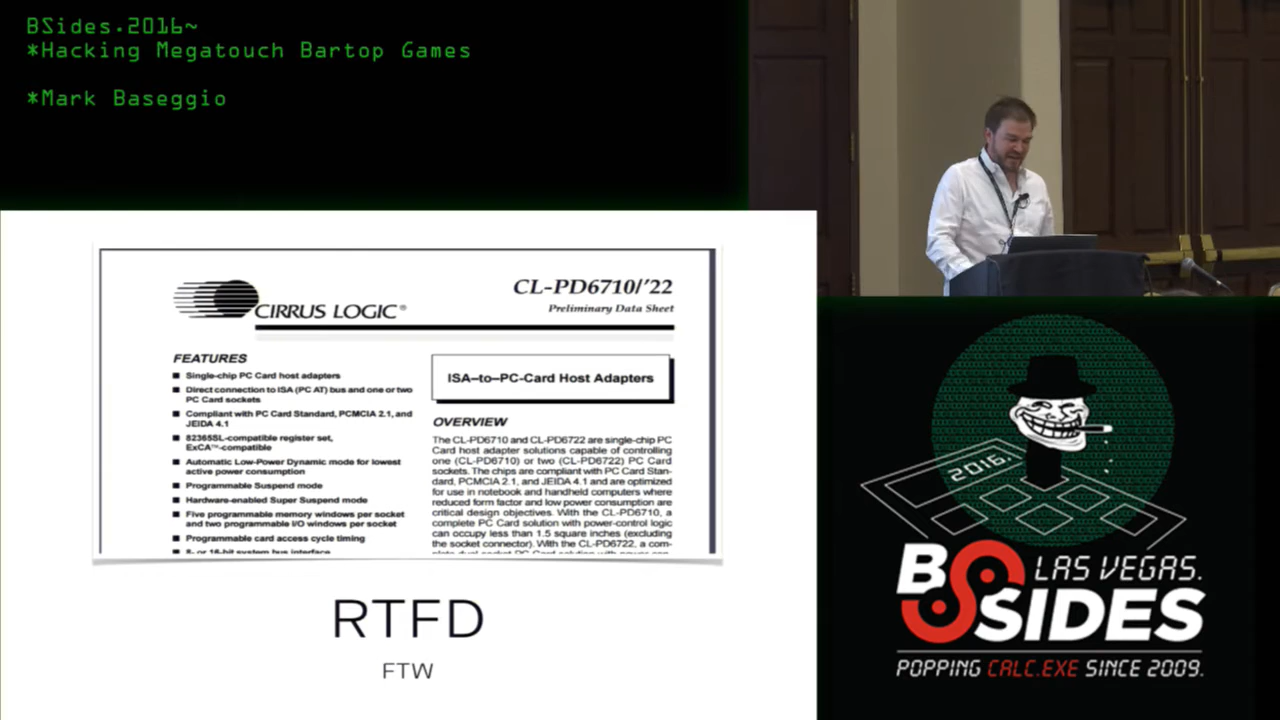 BSides.2016~
*Hacking Megatouch Bartop Games
*Mark Baseggio
CIRRUS LOGIC®
CL-PD6710/'22
Preliminary Data Sheet
FEATURES
■ Single-chip PC Card host adapters
■ Direct connection to ISA (PC AT) bus and one or two
PC Card sockets
■ Compliant with PC Card Standard, PCMCIA 2.1, and
JEIDA 4.1
■ 82365SL-compatible register set,
ExCA™-compatible
■ Automatic Low-Power Dynamic mode for lowest
active power consumption
■ Programmable Suspend mode
■ Hardware-enabled Super Suspend mode
■ Five programmable memory windows per socket
and two programmable I/O windows per socket
■ Programmable card access cycle timing
■ 8- or 16-bit system bus interface
ISA–to–PC-Card Host Adapters
OVERVIEW
The CL-PD6710 and CL-PD6722 are single-chip PC
Card host adapter solutions capable of controlling
one (CL-PD6710) or two (CL-PD6722) PC Card
sockets. The chips are compliant with PC Card Stan-
dard, PCMCIA 2.1, and JEIDA 4.1 and are optimized
for use in notebook and handheld computers where
reduced form factor and low power consumption are
critical design objectives. With the CL-PD6710, a
complete PC Card solution with power-control logic
can occupy less than 1.5 square inches (excluding
the socket connector). With the CL-PD6722, a com-
RTFD
FTW
2016.
BSIDES
LAS VEGAS.
POPPING CALC.EXE SINCE 2009.